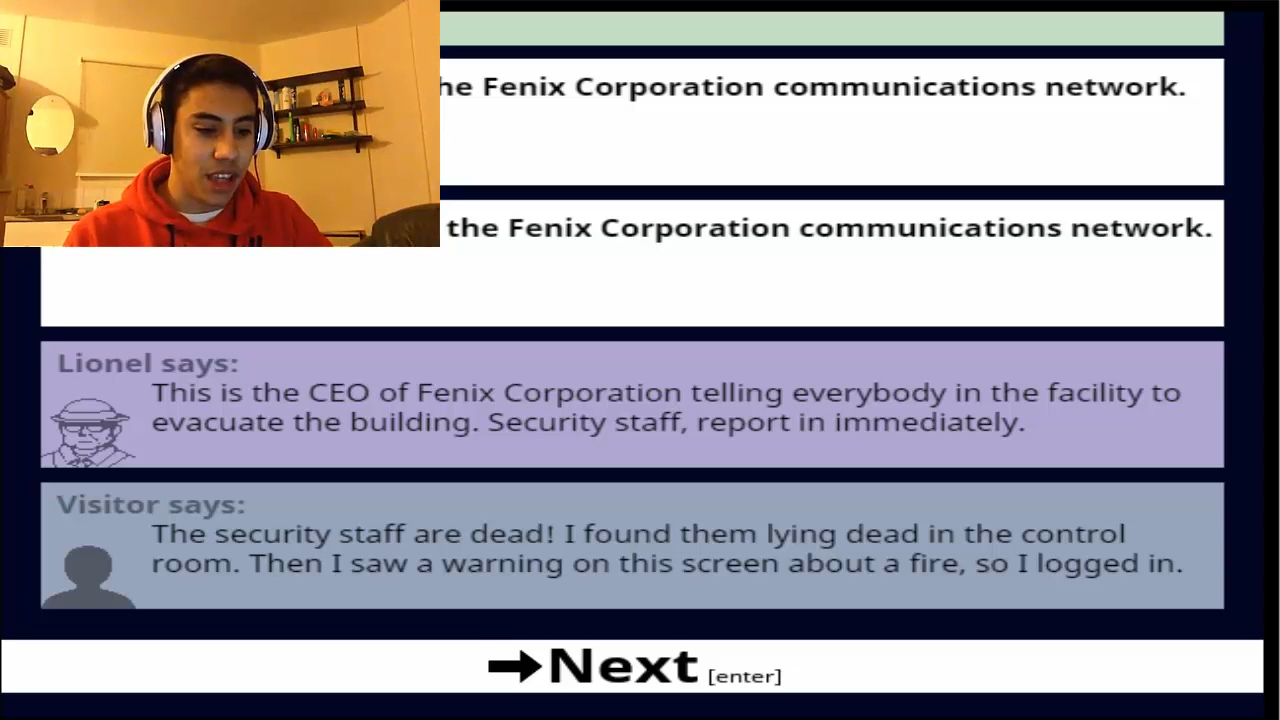 the Fenix Corporation communications network.
the Fenix Corporation communications network.
Lionel says:
This is the CEO of Fenix Corporation telling everybody in the facility to
evacuate the building. Security staff, report in immediately.
Visitor says:
The security staff are dead! I found them lying dead in the control
room. Then I saw a warning on this screen about a fire, so I logged in.
➡Next [enter]